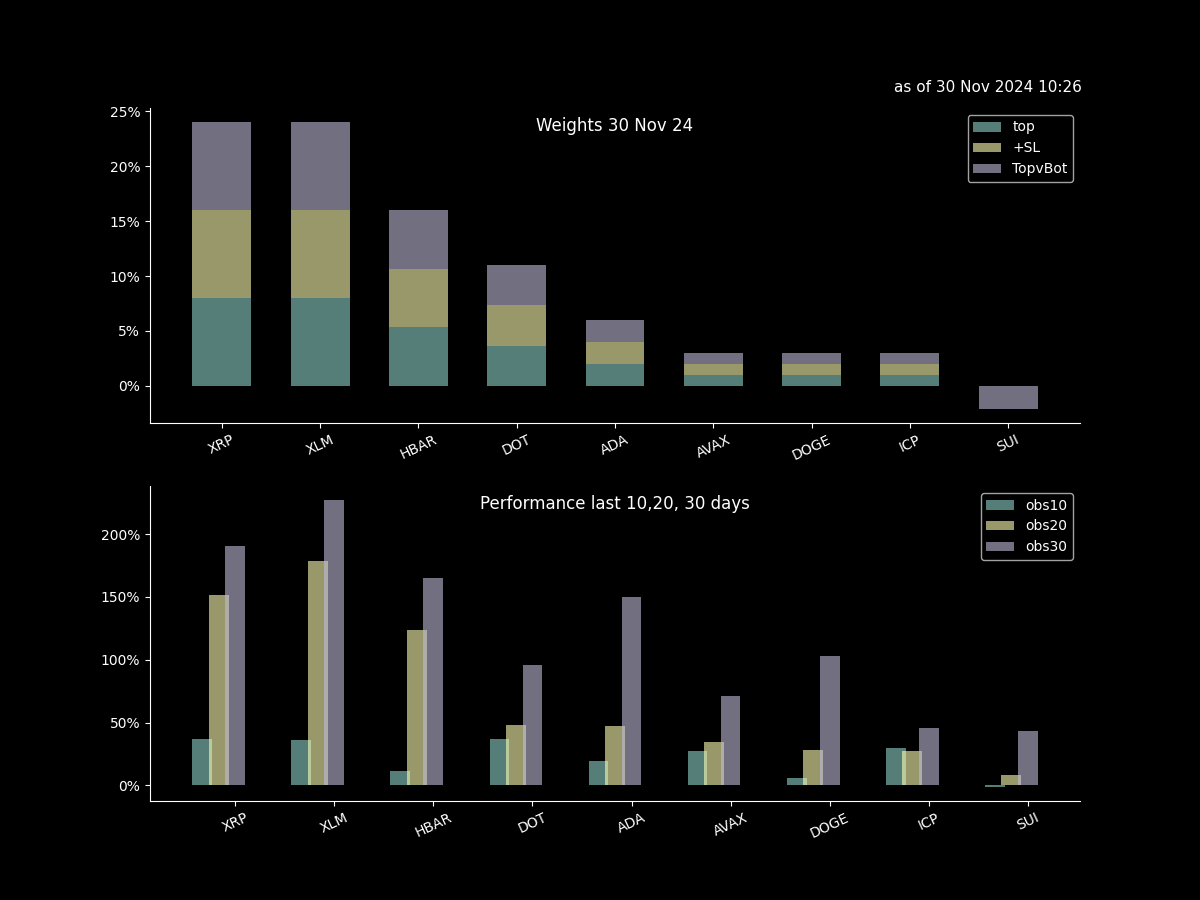 as of 30 Nov 2024 10:26
Weights 30 Nov 24
25%
20%
15%
10%
5%
0%
top
+SL
TopvBot
XRP XLM HBAR DOT ADA AVAX DOGE ICP SUI
Performance last 10,20, 30 days
200%
150%
100%
50%
0%
obs10
obs20
obs30
XRP XLM HBAR DOT ADA AVAX DOGE ICP SUI